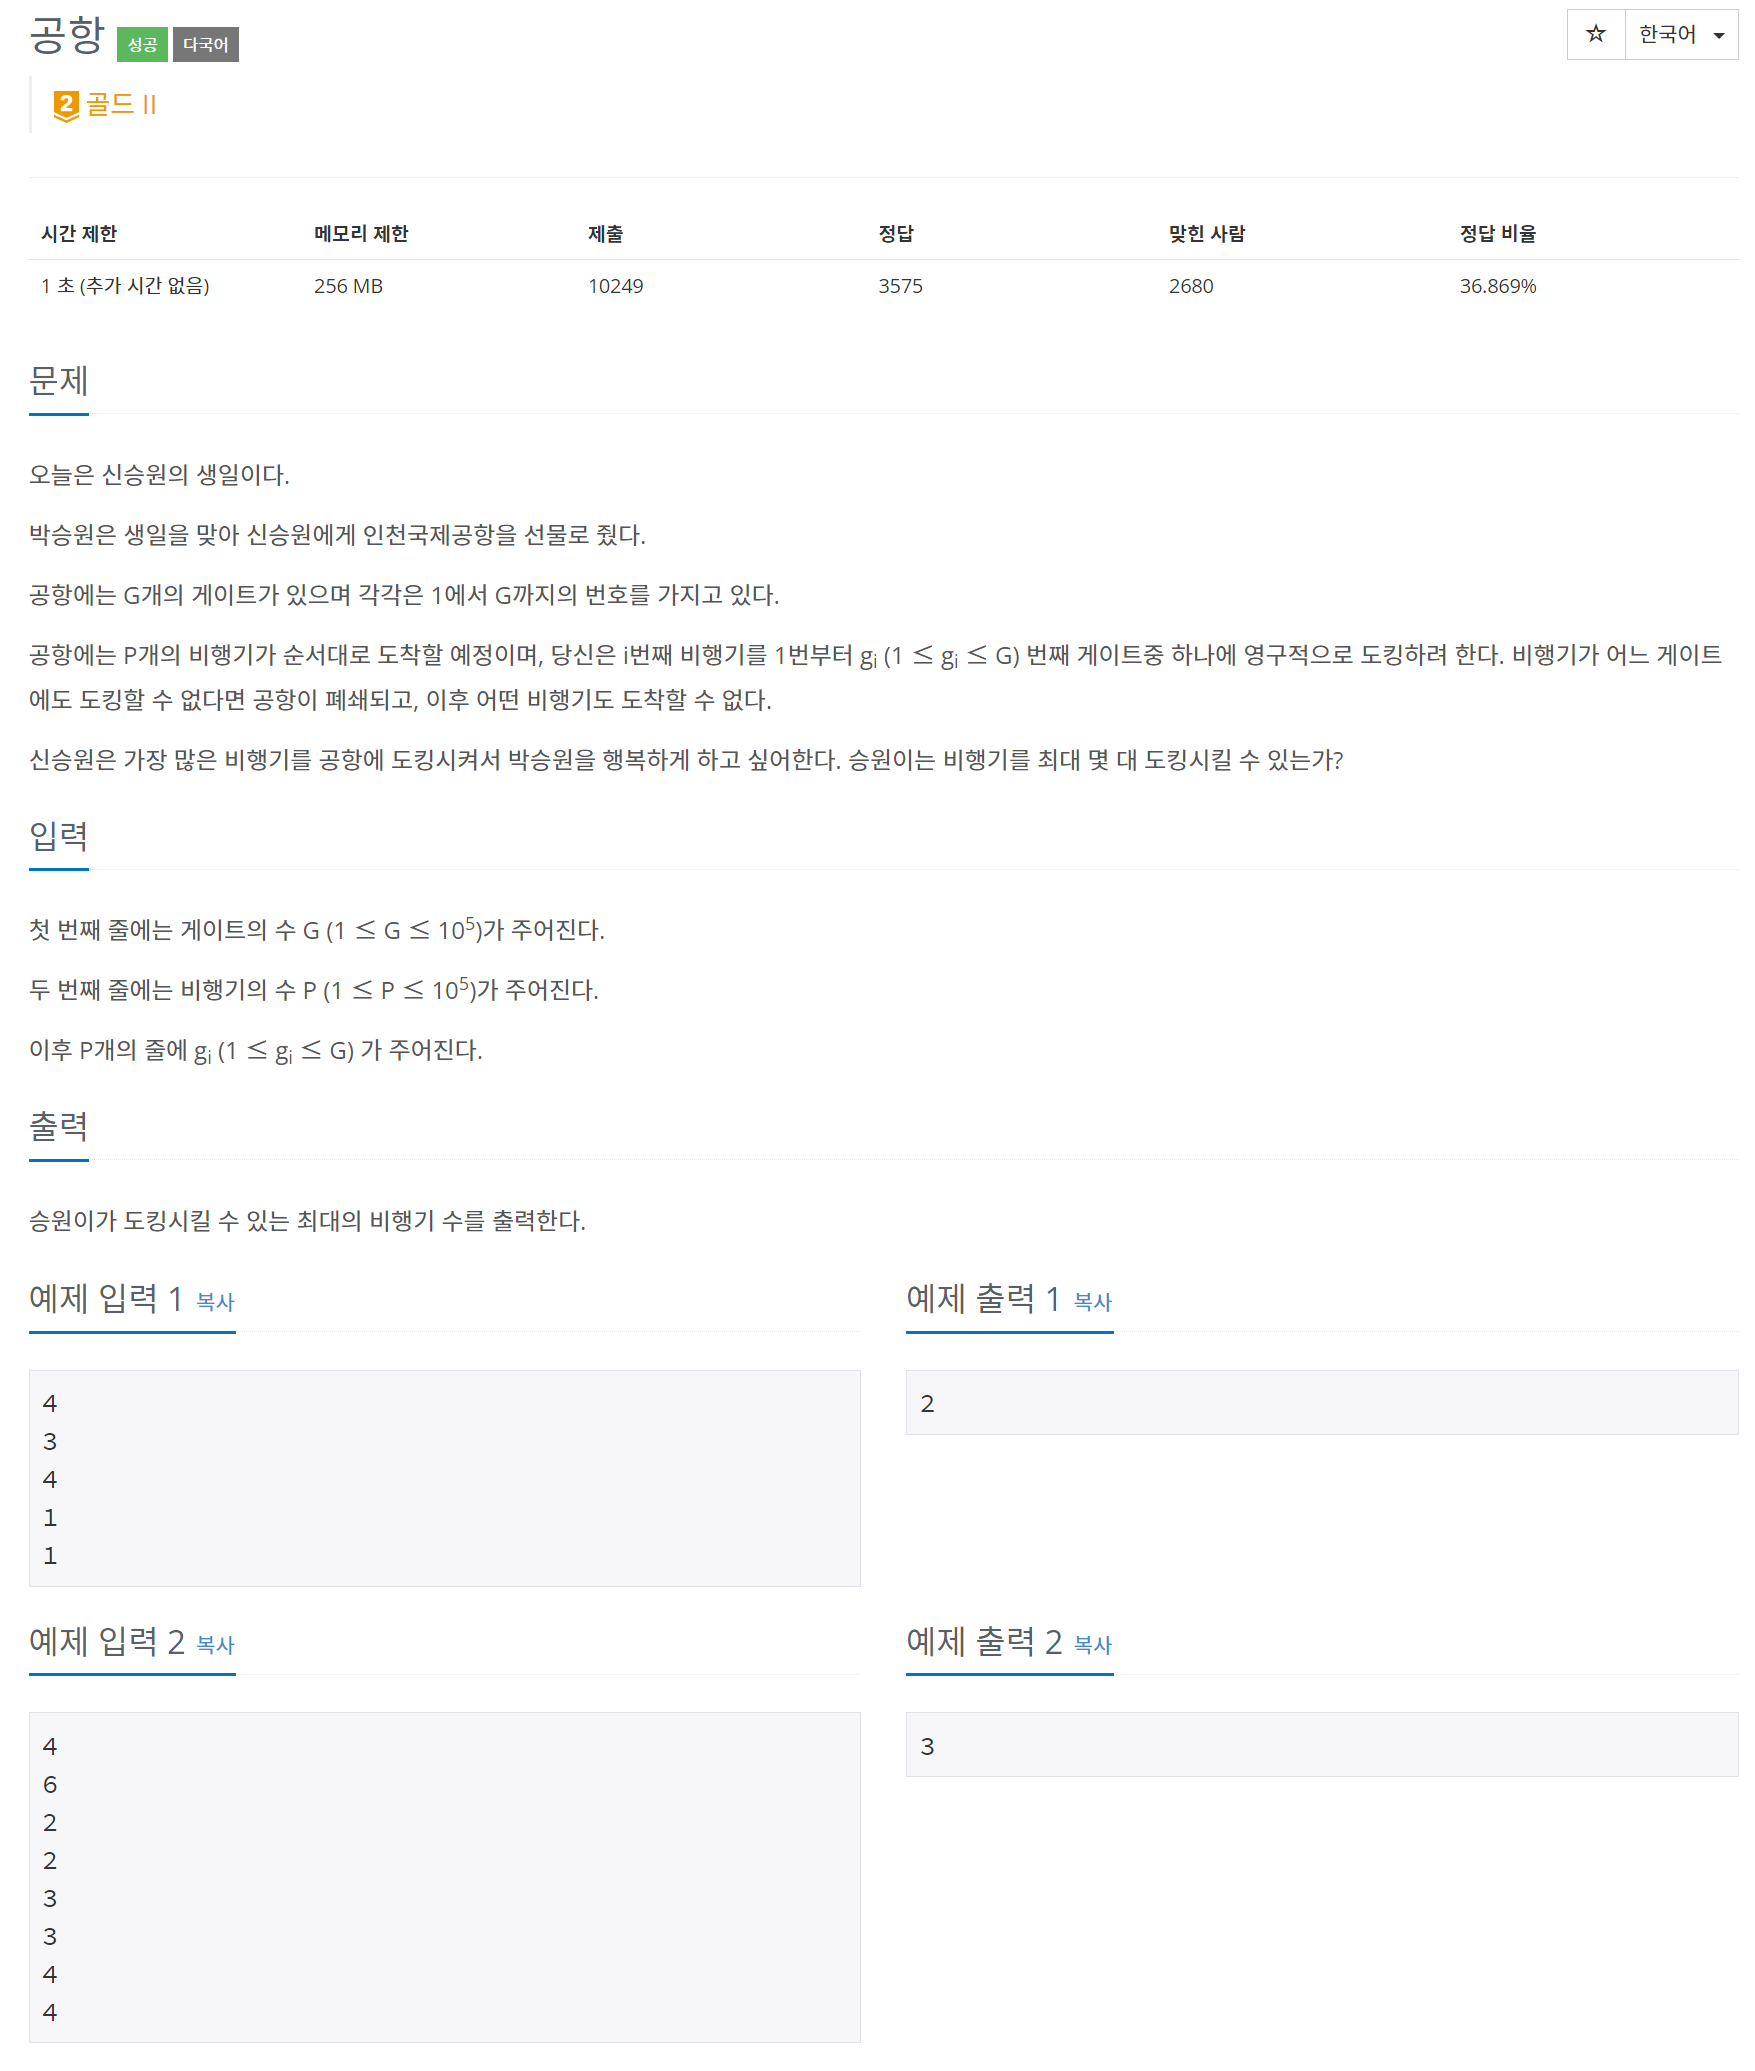 공항 성공 다국어
☆ 한국어
2 골드 II
시간 제한 메모리 제한 제출 정답 맞힌 사람 정답 비율
1 초 (추가 시간 없음) 256 MB 10249 3575 2680 36.869%
문제
오늘은 신승원의 생일이다.
박승원은 생일을 맞아 신승원에게 인천국제공항을 선물로 줬다.
공항에는 G개의 게이트가 있으며 각각은 1에서 G까지의 번호를 가지고 있다.
공항에는 P개의 비행기가 순서대로 도착할 예정이며, 당신은 i번째 비행기를 1번부터 gi (1 ≤ gi ≤ G) 번째 게이트중 하나에 영구적으로 도킹하려 한다. 비행기가 어느 게이트
에도 도킹할 수 없다면 공항이 폐쇄되고, 이후 어떤 비행기도 도착할 수 없다.
신승원은 가장 많은 비행기를 공항에 도킹시켜서 박승원을 행복하게 하고 싶어한다. 승원이는 비행기를 최대 몇 대 도킹시킬 수 있는가?
입력
첫 번째 줄에는 게이트의 수 G (1 ≤ G ≤ 10⁵)가 주어진다.
두 번째 줄에는 비행기의 수 P (1 ≤ P ≤ 10⁵)가 주어진다.
이후 P개의 줄에 gi (1 ≤ gi ≤ G) 가 주어진다.
출력
승원이가 도킹시킬 수 있는 최대의 비행기 수를 출력한다.
예제 입력 1 복사
4
3
4
1
1
예제 출력 1 복사
2
예제 입력 2 복사
4
6
2
2
3
3
4
4
예제 출력 2 복사
3